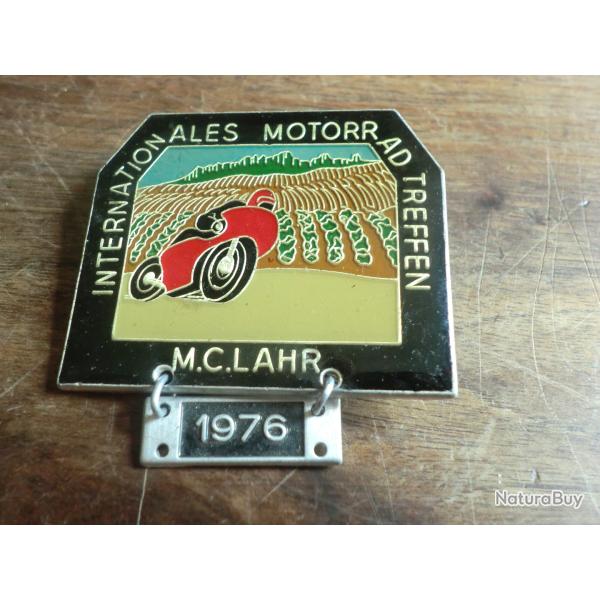 INTERNATIONALES MOTORRAD TREFFEN
M.C.LAHR
1976
NaturaBuy